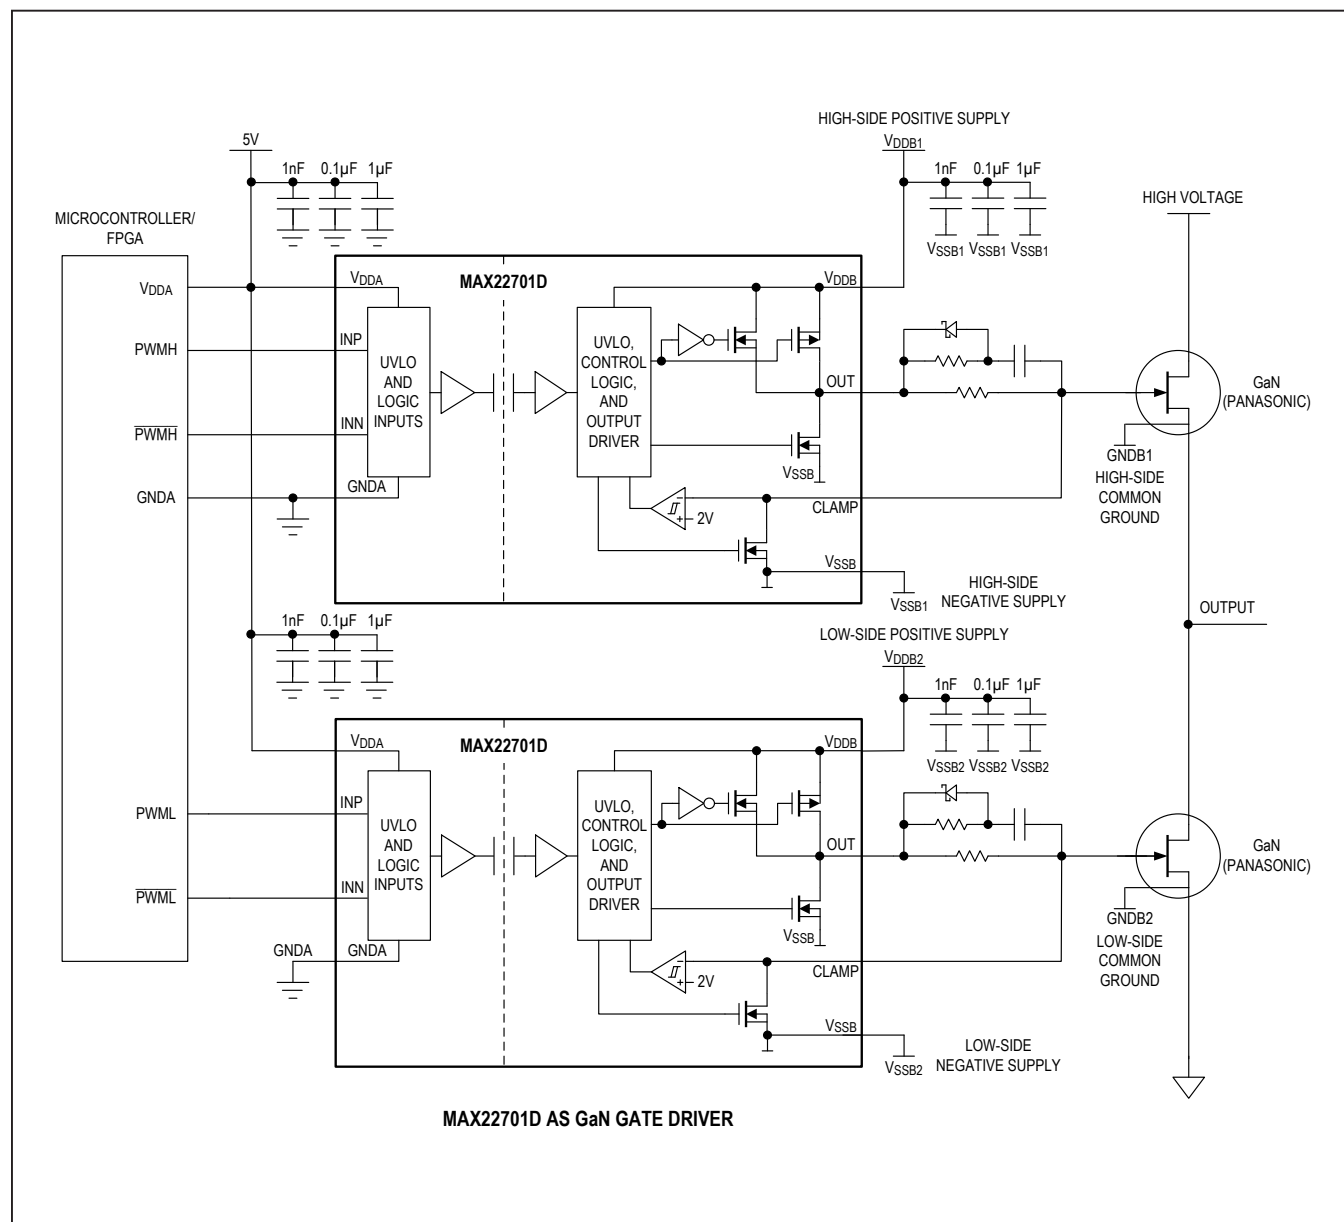 HIGH-SIDE POSITIVE SUPPLY
5V
VDDB1
1nF 0.1µF 1µF
1nF 0.1µF 1µF
HIGH VOLTAGE
MICROCONTROLLER/
FPGA
VSSB1 VSSB1 VSSB1
VDDA
VDDA
MAX22701D
VDDB
PWMH
INP
UVLO
AND
LOGIC
INPUTS
UVLO,
CONTROL
LOGIC,
AND
OUTPUT
DRIVER
OUT
GaN
(PANASONIC)
PWMH
INN
VSSB
GNDB1
HIGH-SIDE
COMMON
GROUND
GNDA
GNDA
CLAMP
− + 2V
VSSB
VSSB1
HIGH-SIDE
NEGATIVE SUPPLY
OUTPUT
1nF 0.1µF 1µF
LOW-SIDE POSITIVE SUPPLY
VDDB2
1nF 0.1µF 1µF
VSSB2 VSSB2 VSSB2
VDDA
MAX22701D
VDDB
PWML
INP
UVLO
AND
LOGIC
INPUTS
UVLO,
CONTROL
LOGIC,
AND
OUTPUT
DRIVER
OUT
GaN
(PANASONIC)
PWML
INN
VSSB
GNDB2
LOW-SIDE
COMMON
GROUND
GNDA
GNDA
CLAMP
− + 2V
VSSB
VSSB2
LOW-SIDE
NEGATIVE SUPPLY
MAX22701D AS GaN GATE DRIVER